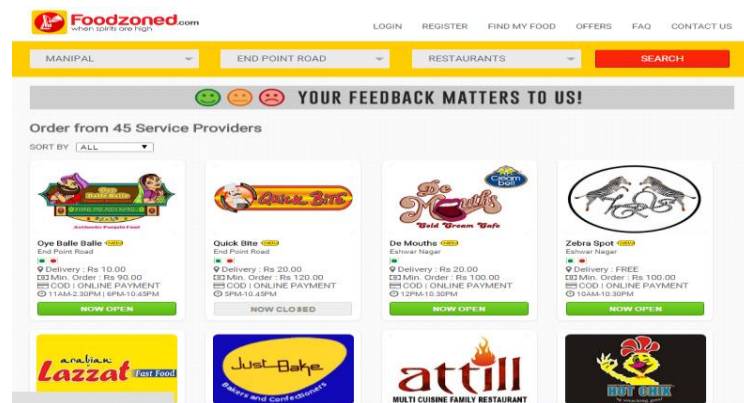 Foodzoned.com
when spirits are high
LOGIN REGISTER FIND MY FOOD OFFERS FAQ CONTACT US
MANIPAL END POINT ROAD RESTAURANTS SEARCH
YOUR FEEDBACK MATTERS TO US!
Order from 45 Service Providers
SORT BY ALL
Oye Balle Balle
Authentic Punjabi Food
Quick Bite
Cream Bell
De Mouths
Cold Cream Cafe
Oye Balle Balle
End Point Road
Delivery : Rs 10.00
Min. Order : Rs 90.00
COD I ONLINE PAYMENT
11AM-2.30PM | 6PM-10.45PM
NOW OPEN
Quick Bite
End Point Road
Delivery : Rs 20.00
Min. Order : Rs 120.00
COD I ONLINE PAYMENT
5PM-10.45PM
NOW CLOSED
De Mouths
Eshwar Nagar
Delivery : Rs 20.00
Min. Order : Rs 100.00
COD I ONLINE PAYMENT
12PM-10.30PM
NOW OPEN
Zebra Spot
Eshwar Nagar
Delivery : FREE
Min. Order : Rs 100.00
COD I ONLINE PAYMENT
10AM-10:30PM
NOW OPEN
arabian
Lazzat Fast Food
Just Bake
Bakers and Confectioners
attill
MULTI CUISINE FAMILY RESTAURANT
HOT CHIX